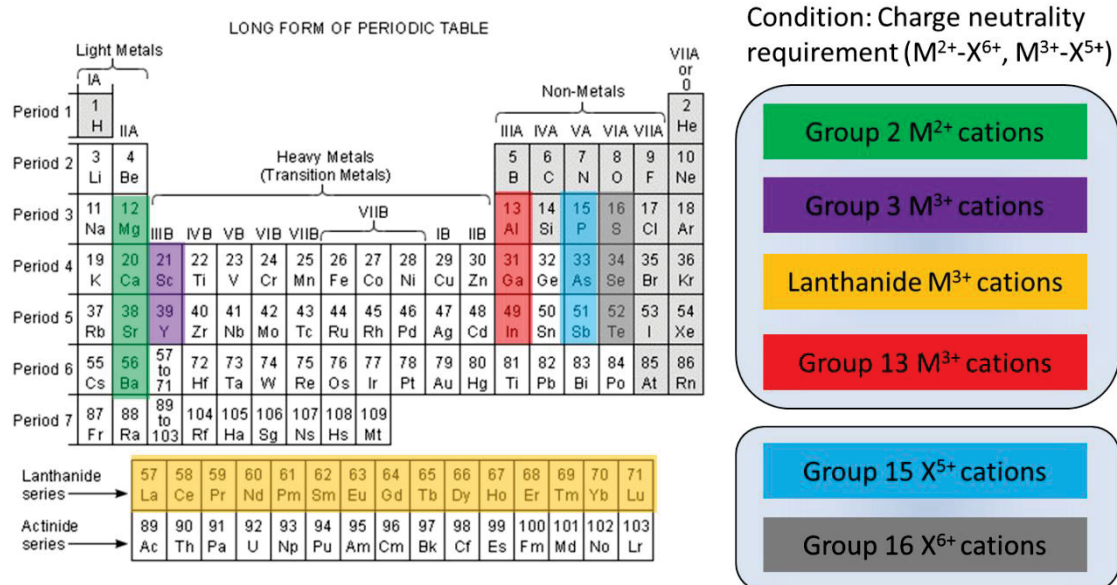 LONG FORM OF PERIODIC TABLE
Light Metals
IA
IIA
Heavy Metals
(Transition Metals)
IIIB IVB VB VIB VIIB VIIB IB IIB
Non-Metals
IIIA IVA VA VIA VIIA
VIIA
or
0
Period 1
1 2
H He
Period 2
3 4 5 6 7 8 9 10
Li Be B C N O F Ne
Period 3
11 12 13 14 15 16 17 18
Na Mg Al Si P S Cl Ar
Period 4
19 20 21 22 23 24 25 26 27 28 29 30 31 32 33 34 35 36
K Ca Sc Ti V Cr Mn Fe Co Ni Cu Zn Ga Ge As Se Br Kr
Period 5
37 38 39 40 41 42 43 44 45 46 47 48 49 50 51 52 53 54
Rb Sr Y Zr Nb Mo Tc Ru Rh Pd Ag Cd In Sn Sb Te I Xe
Period 6
55 56 57 to 71 72 73 74 75 76 77 78 79 80 81 82 83 84 85 86
Cs Ba Hf Ta W Re Os Ir Pt Au Hg Ti Pb Bi Po At Rn
Period 7
87 88 89 to 103 104 105 106 107 108 109
Fr Ra Rf Ha Sg Ns Hs Mt
Lanthanide
series
57 58 59 60 61 62 63 64 65 66 67 68 69 70 71
La Ce Pr Nd Pm Sm Eu Gd Tb Dy Ho Er Tm Yb Lu
Actinide
series
89 90 91 92 93 94 95 96 97 98 99 100 101 102 103
Ac Th Pa U Np Pu Am Cm Bk Cf Es Fm Md No Lr
Condition: Charge neutrality
requirement (M²⁺-X⁶⁺, M³⁺-X⁵⁺)
Group 2 M²⁺ cations
Group 3 M³⁺ cations
Lanthanide M³⁺ cations
Group 13 M³⁺ cations
Group 15 X⁵⁺ cations
Group 16 X⁶⁺ cations